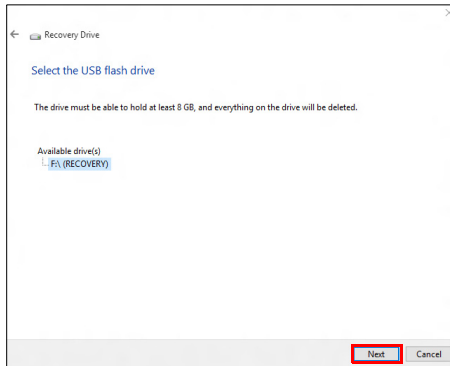 Recovery Drive
Select the USB flash drive
The drive must be able to hold at least 8 GB, and everything on the drive will be deleted.
Available drive(s)
F:\ (RECOVERY)
Next Cancel